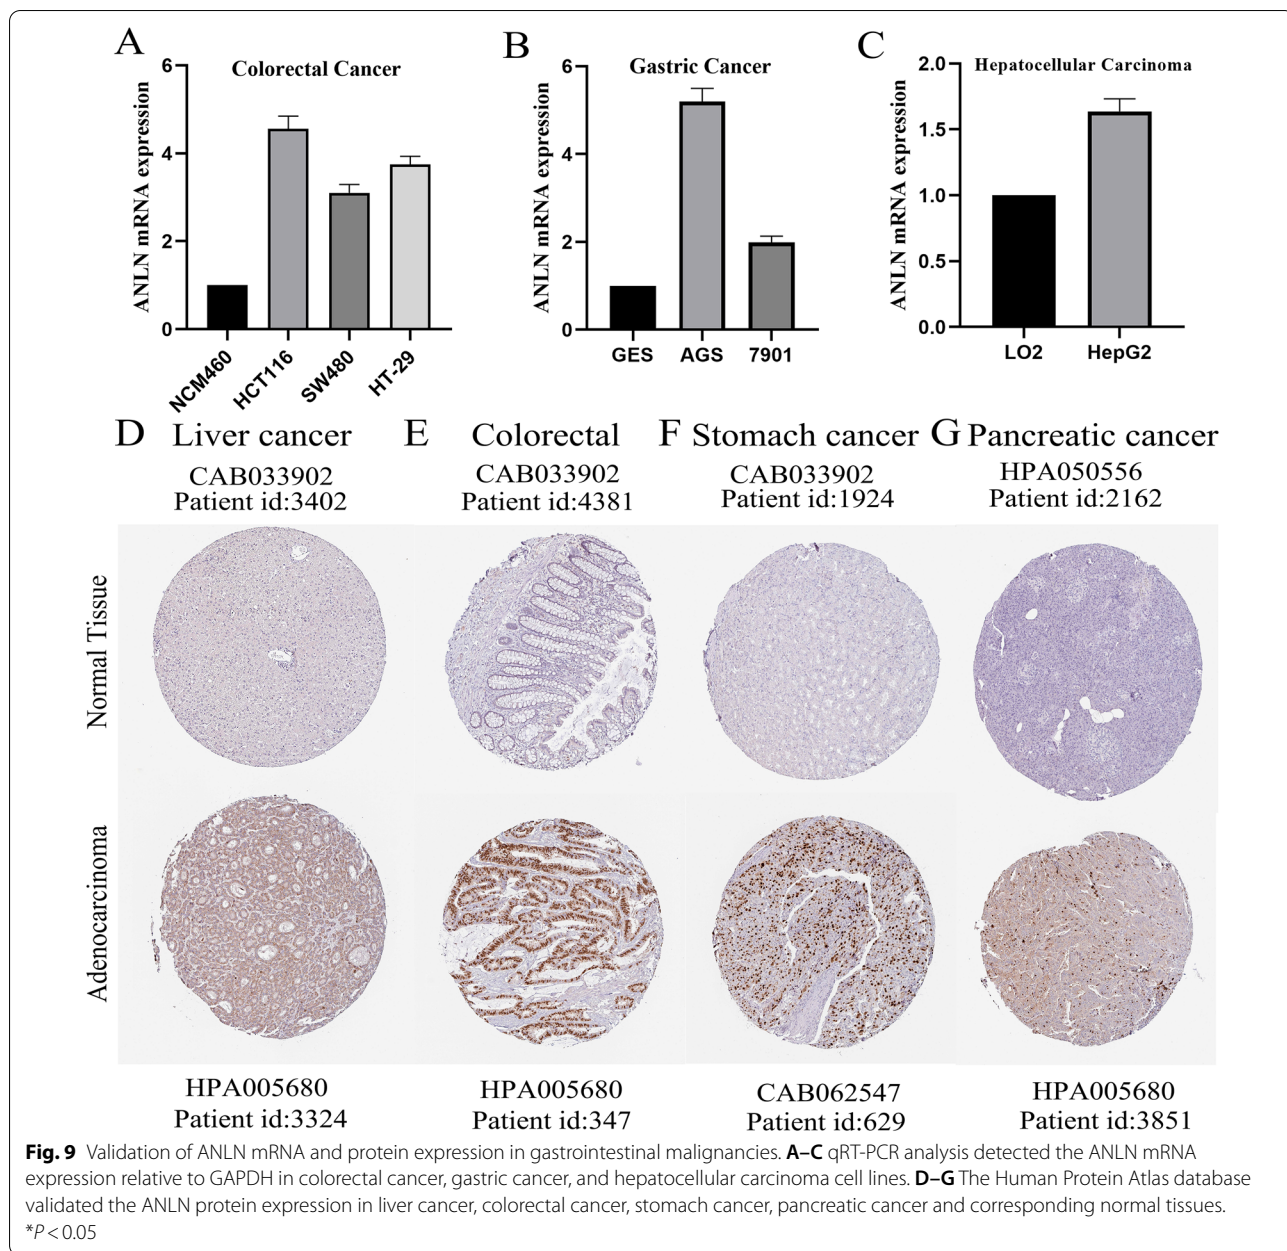 A
Colorectal Cancer
ANLN mRNA expression
6
4
2
0
NCM460
HCT116
SW480
HT-29
B
Gastric Cancer
ANLN mRNA expression
6
4
2
0
GES
AGS
7901
C
Hepatocellular Carcinoma
ANLN mRNA expression
2.0
1.5
1.0
0.5
0.0
LO2
HepG2
D Liver cancer
CAB033902
Patient id:3402
E Colorectal
CAB033902
Patient id:4381
F Stomach cancer
CAB033902
Patient id:1924
G Pancreatic cancer
HPA050556
Patient id:2162
Normal Tissue
Adenocarcinoma
HPA005680
Patient id:3324
HPA005680
Patient id:347
CAB062547
Patient id:629
HPA005680
Patient id:3851
Fig. 9 Validation of ANLN mRNA and protein expression in gastrointestinal malignancies. A–C qRT-PCR analysis detected the ANLN mRNA
expression relative to GAPDH in colorectal cancer, gastric cancer, and hepatocellular carcinoma cell lines. D–G The Human Protein Atlas database
validated the ANLN protein expression in liver cancer, colorectal cancer, stomach cancer, pancreatic cancer and corresponding normal tissues.
*P < 0.05